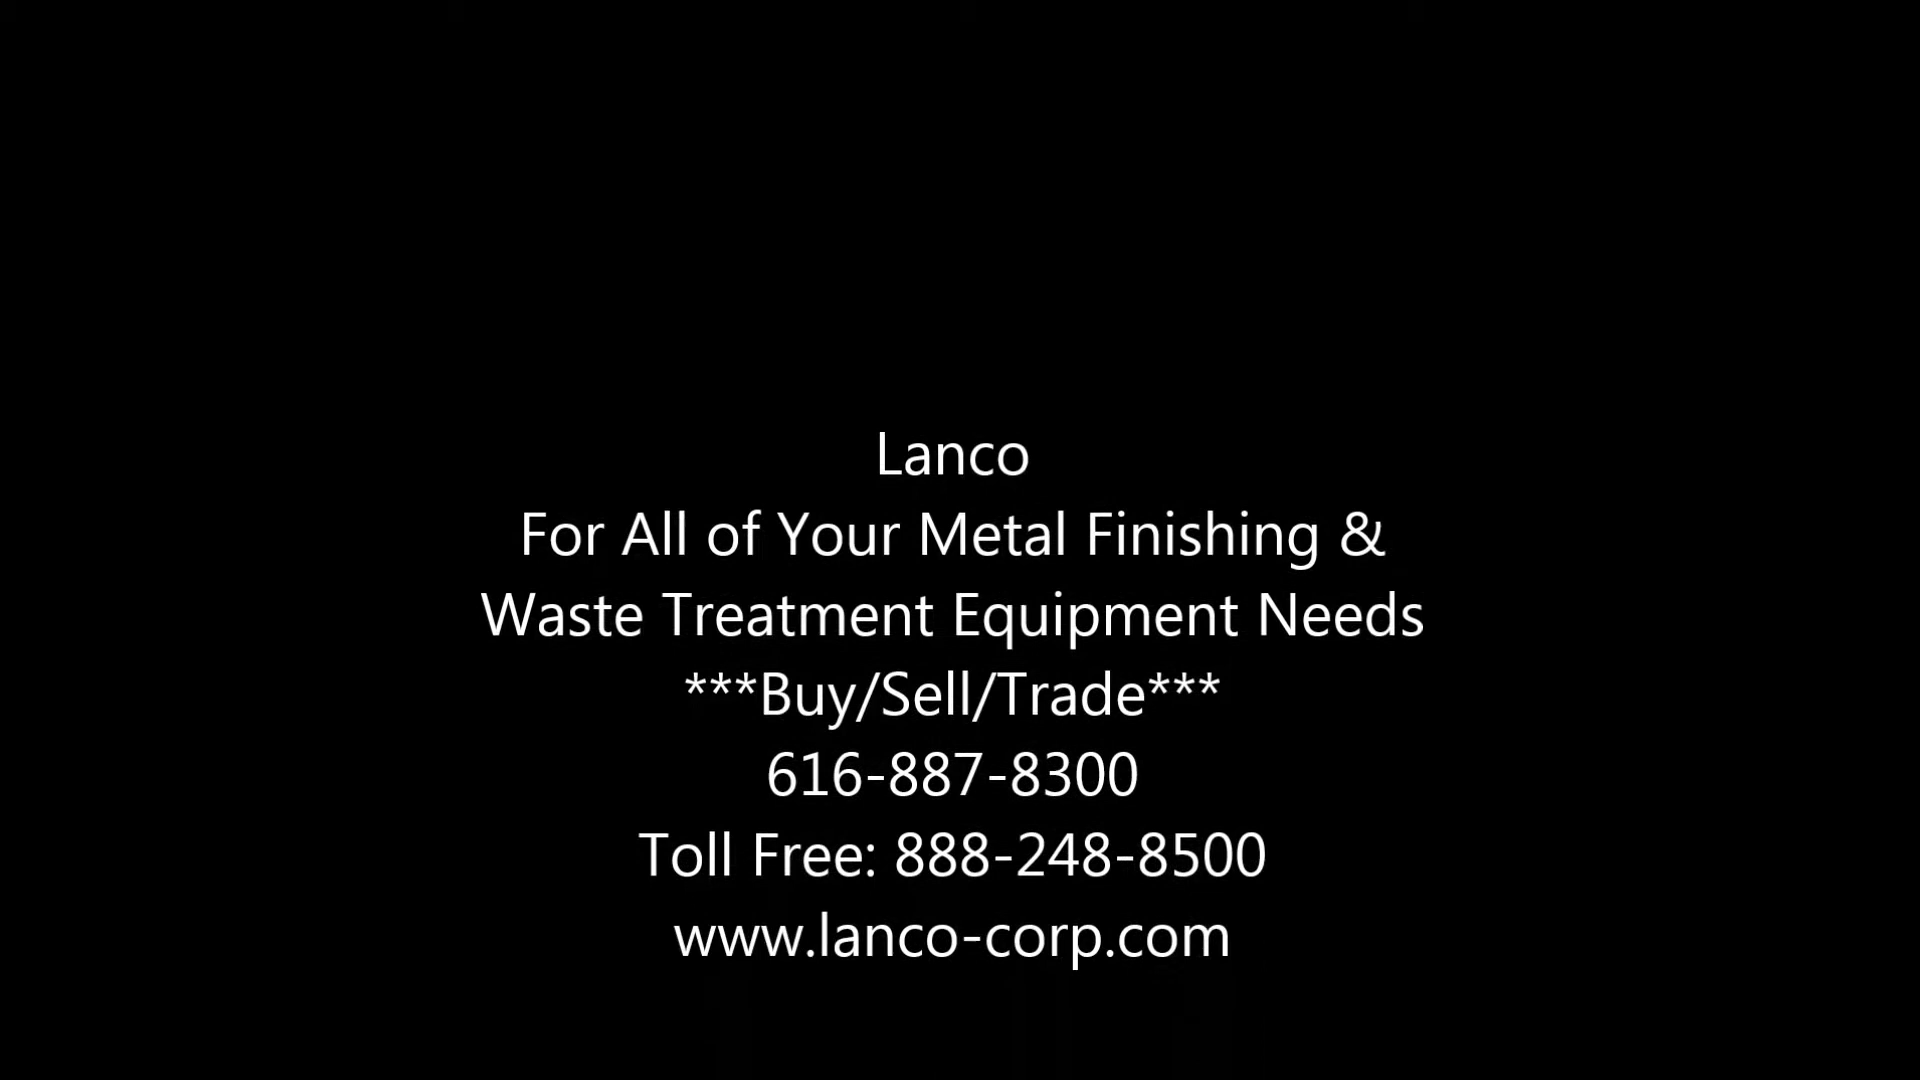 Lanco
For All of Your Metal Finishing &
Waste Treatment Equipment Needs
***Buy/Sell/Trade***
616-887-8300
Toll Free: 888-248-8500
www.lanco-corp.com